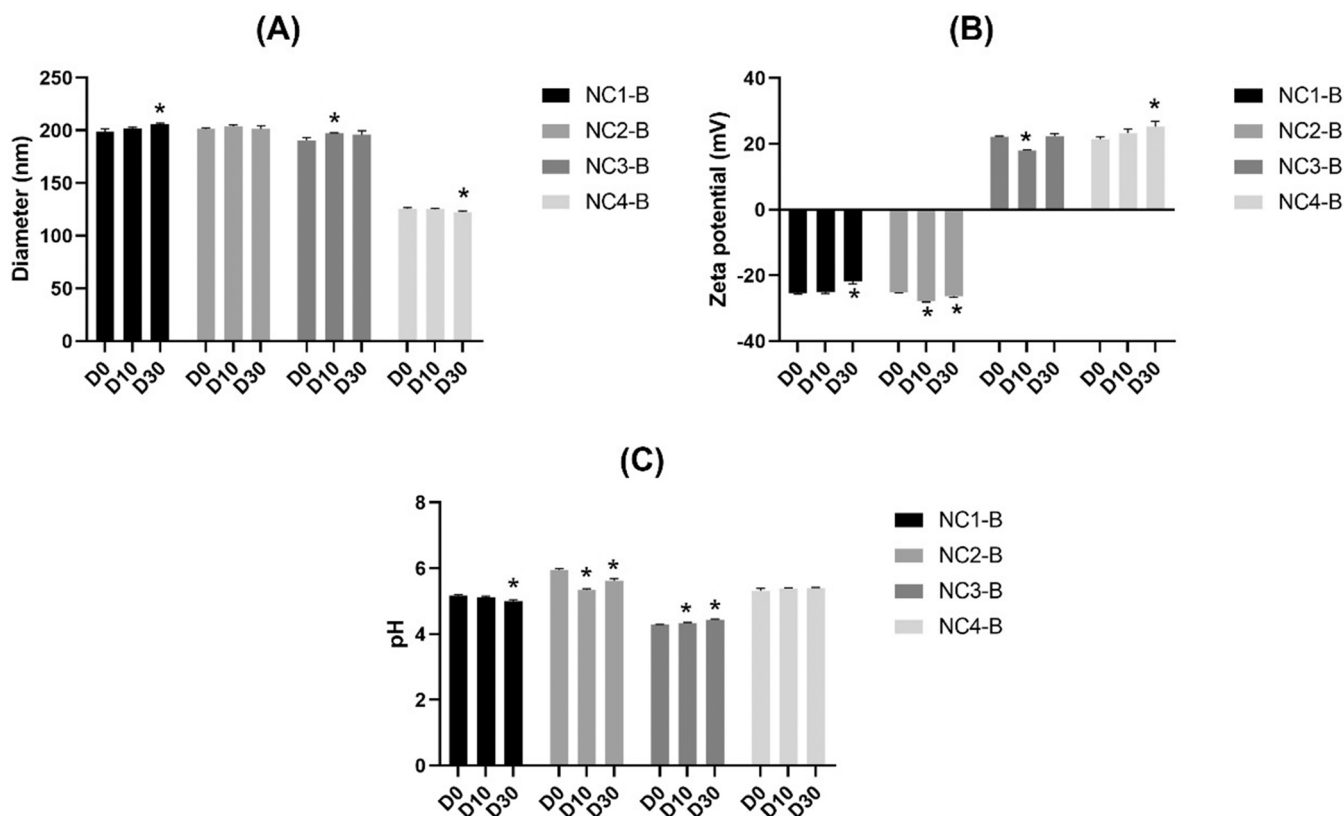 (A)
Diameter (nm)
250
200
150
100
50
0
*
*
*
D0
D10
D30
D0
D10
D30
D0
D10
D30
D0
D10
D30
NC1-B
NC2-B
NC3-B
NC4-B
(B)
Zeta potential (mV)
40
20
0
-20
-40
*
*
*
*
*
D0
D10
D30
D0
D10
D30
D0
D10
D30
D0
D10
D30
NC1-B
NC2-B
NC3-B
NC4-B
(C)
pH
8
6
4
2
0
*
*
*
*
*
D0
D10
D30
D0
D10
D30
D0
D10
D30
D0
D10
D30
NC1-B
NC2-B
NC3-B
NC4-B